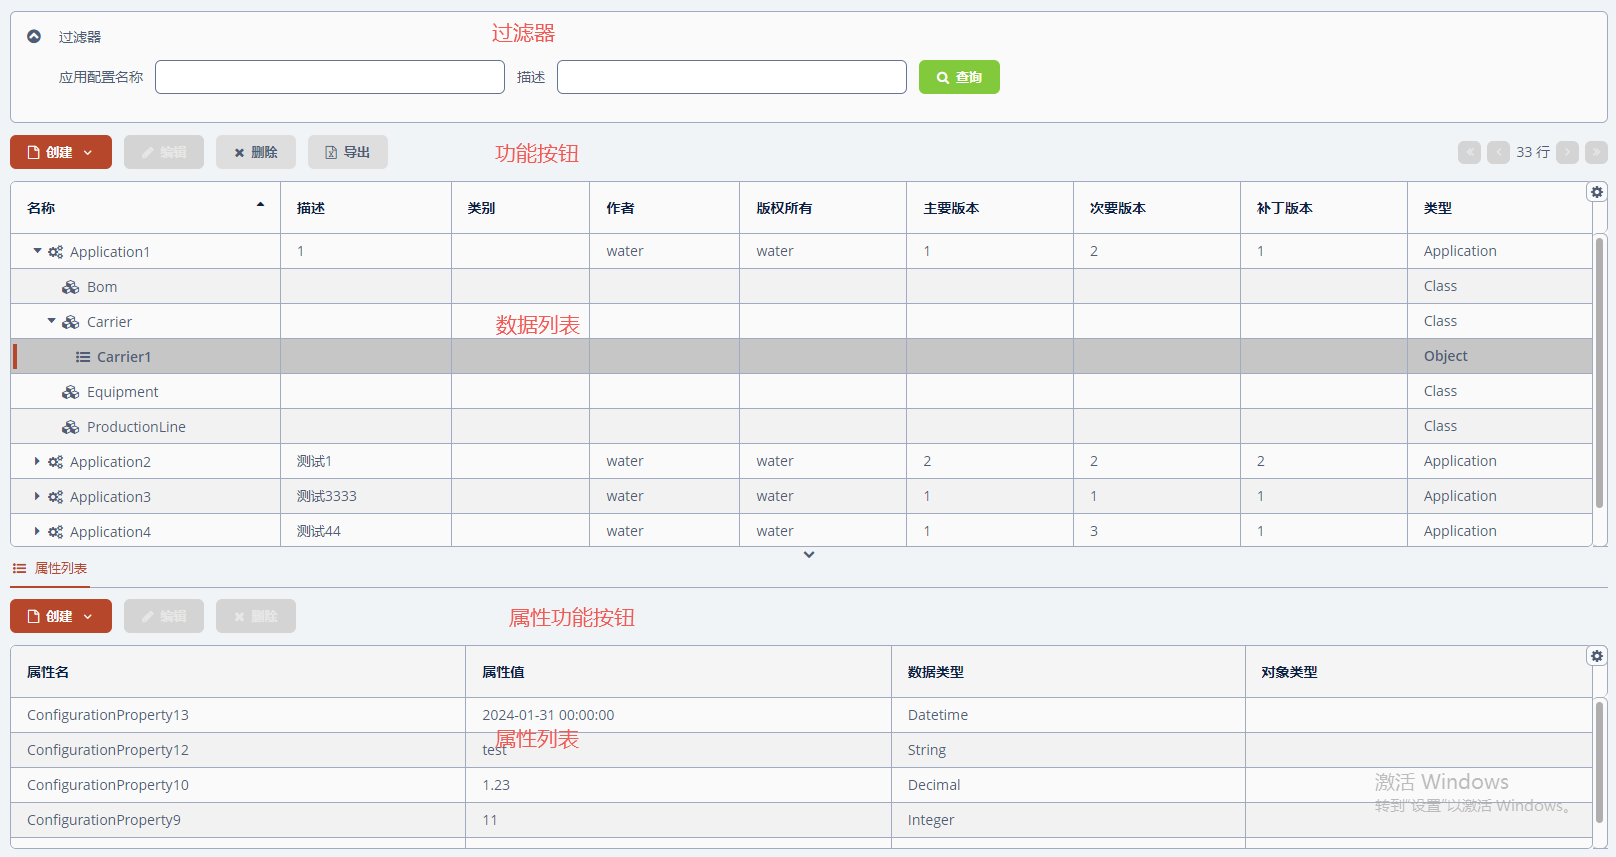 过滤器 过滤器
应用配置名称 描述 查询
创建 编辑 删除 导出 功能按钮 33 行
名称 描述 类别 作者 版权所有 主要版本 次要版本 补丁版本 类型
Application1 1 water water 1 2 1 Application
Bom Class
Carrier 数据列表 Class
Carrier1 Object
Equipment Class
ProductionLine Class
Application2 测试1 water water 2 2 2 Application
Application3 测试3333 water water 1 1 1 Application
Application4 测试44 water water 1 3 1 Application
属性列表
创建 编辑 删除 属性功能按钮
属性名 属性值 数据类型 对象类型
ConfigurationProperty13 2024-01-31 00:00:00 Datetime
属性列表
ConfigurationProperty12 test String
ConfigurationProperty10 1.23 Decimal
激活 Windows
转到"设置"以激活 Windows。
ConfigurationProperty9 11 Integer